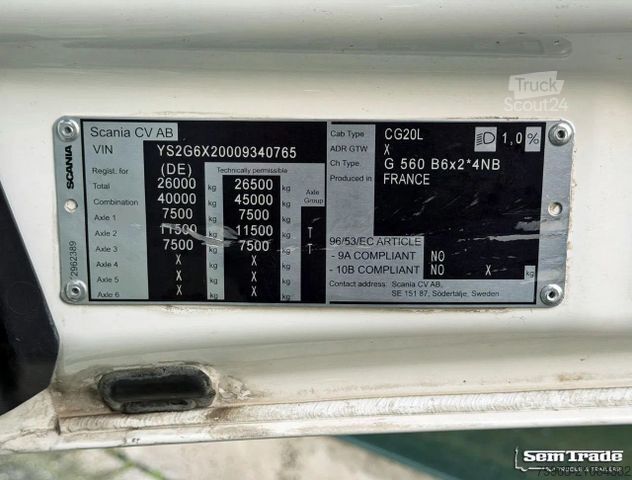 Truck
Scout24
SCANIA
2962389
Scania CV AB
VIN YS2G6X20009340765
Regist. for (DE) Technically permissible
Total 26000 kg 26500 kg Axle Group
Combination 40000 kg 45000 kg
Axle 1 7500 kg 7500 kg
Axle 2 11500 kg 11500 kg T
Axle 3 7500 kg 7500 kg T
Axle 4 X kg X kg
Axle 5 X kg X kg
Axle 6 X kg X kg
Cab Type CG20L 1,0 %
ADR GTW X
Ch Type. G 560 B6x2*4NB
Produced in FRANCE
96/53/EC ARTICLE
- 9A COMPLIANT NO
- 10B COMPLIANT NO X kg
Contact address: Scania CV AB,
SE 151 87, Södertälje, Sweden
SemTrade
TRUCKS & TRAILERS